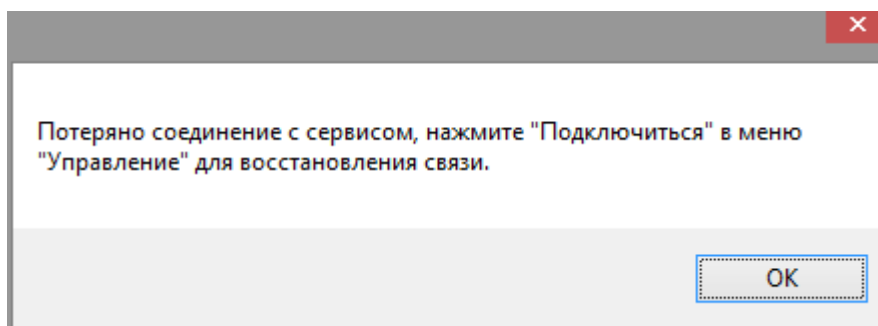 Потеряно соединение с сервисом, нажмите "Подключиться" в меню
"Управление" для восстановления связи.
OK